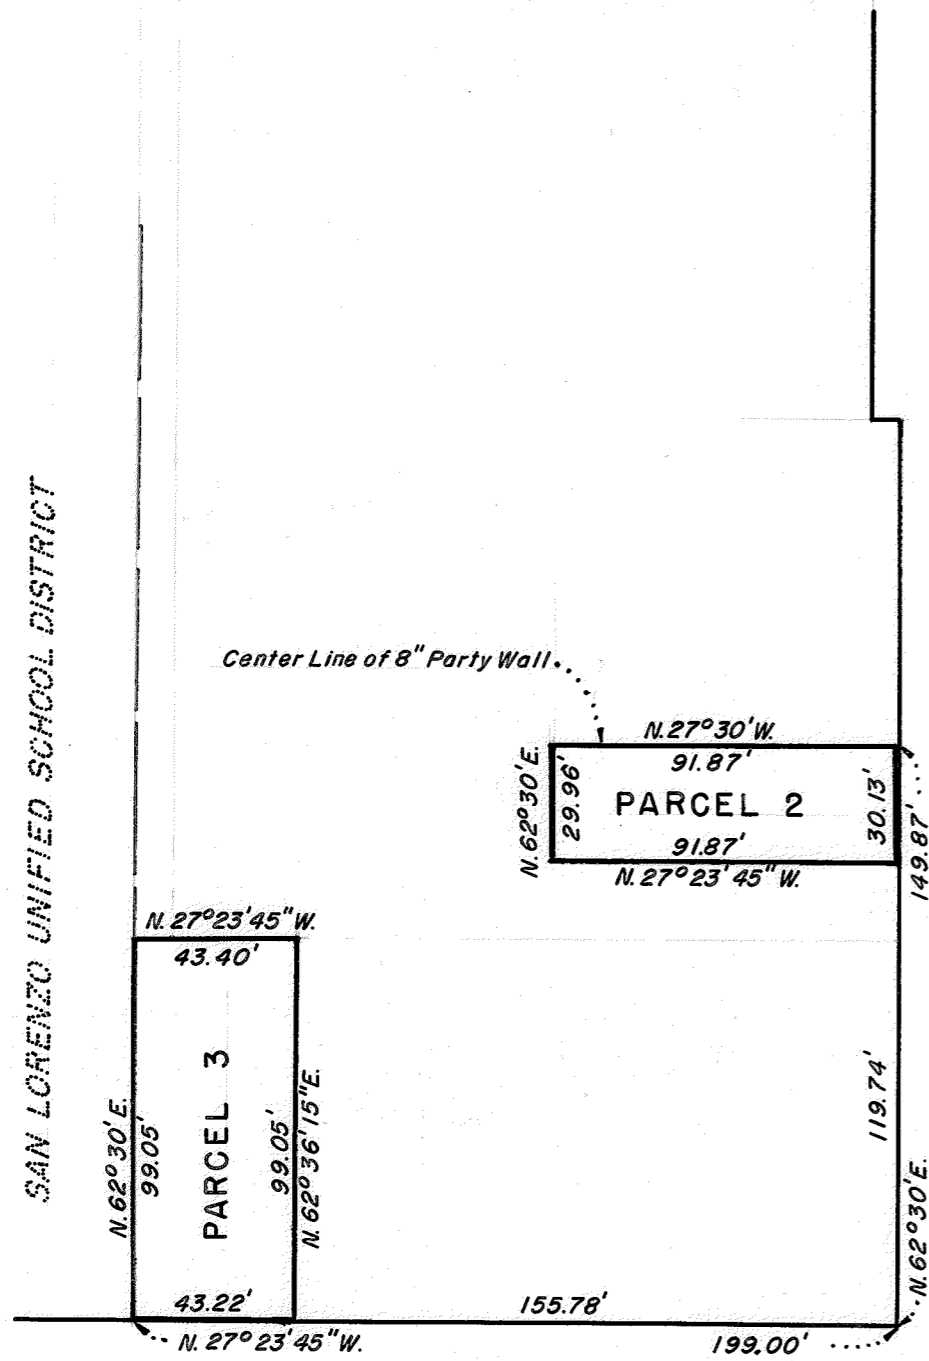 SAN LORENZO UNIFIED SCHOOL DISTRICT
Center Line of 8" Party Wall
N. 27° 30' W.
91.87'
N. 62° 30' E.
29.96'
PARCEL 2
30.13'
91.87'
N. 27° 23' 45" W.
149.87'
N. 27° 23' 45" W.
43.40'
N. 62° 30' E.
99.05'
PARCEL 3
99.05'
N. 62° 36' 15" E.
119.74'
N. 62° 30' E.
43.22'
155.78'
N. 27° 23' 45" W.
199.00'